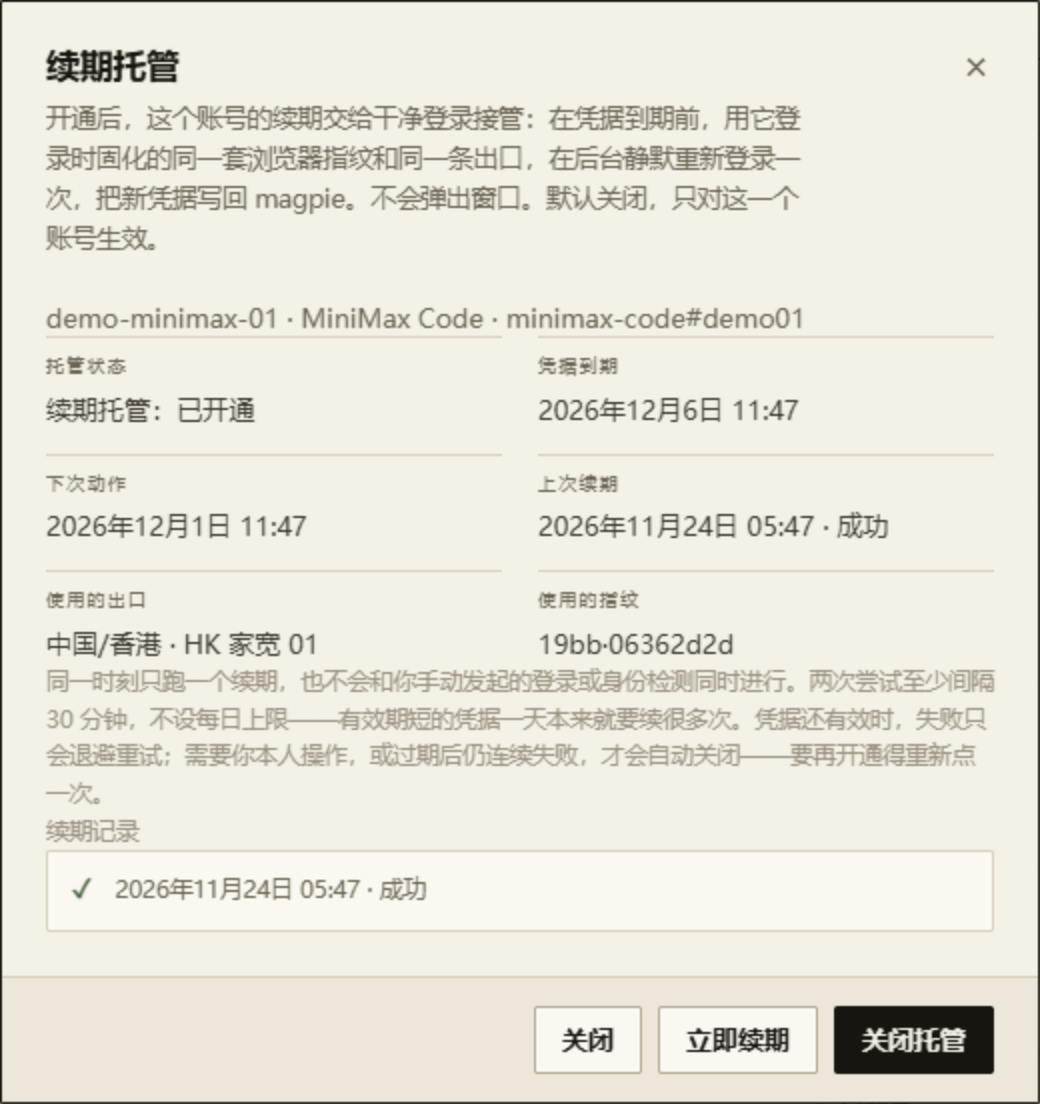 续期托管
开通后，这个账号的续期交给干净登录接管：在凭据到期前，用它登
录时固化的同一套浏览器指纹和同一条出口，在后台静默重新登录一
次，把新凭据写回 magpie。不会弹出窗口。默认关闭，只对这一个
账号生效。
demo-minimax-01 · MiniMax Code · minimax-code#demo01
托管状态
续期托管：已开通
凭据到期
2026年12月6日 11:47
下次动作
2026年12月1日 11:47
上次续期
2026年11月24日 05:47 · 成功
使用的出口
中国/香港 · HK 家宽 01
使用的指纹
19bb·06362d2d
同一时刻只跑一个续期，也不会和你手动发起的登录或身份检测同时进行。两次尝试至少间隔
30 分钟，不设每日上限——有效期短的凭据一天本来就要续很多次。凭据还有效时，失败只
会退避重试；需要你本人操作，或过期后仍连续失败，才会自动关闭——要再开通得重新点
一次。
续期记录
✓ 2026年11月24日 05:47 · 成功
关闭
立即续期
关闭托管